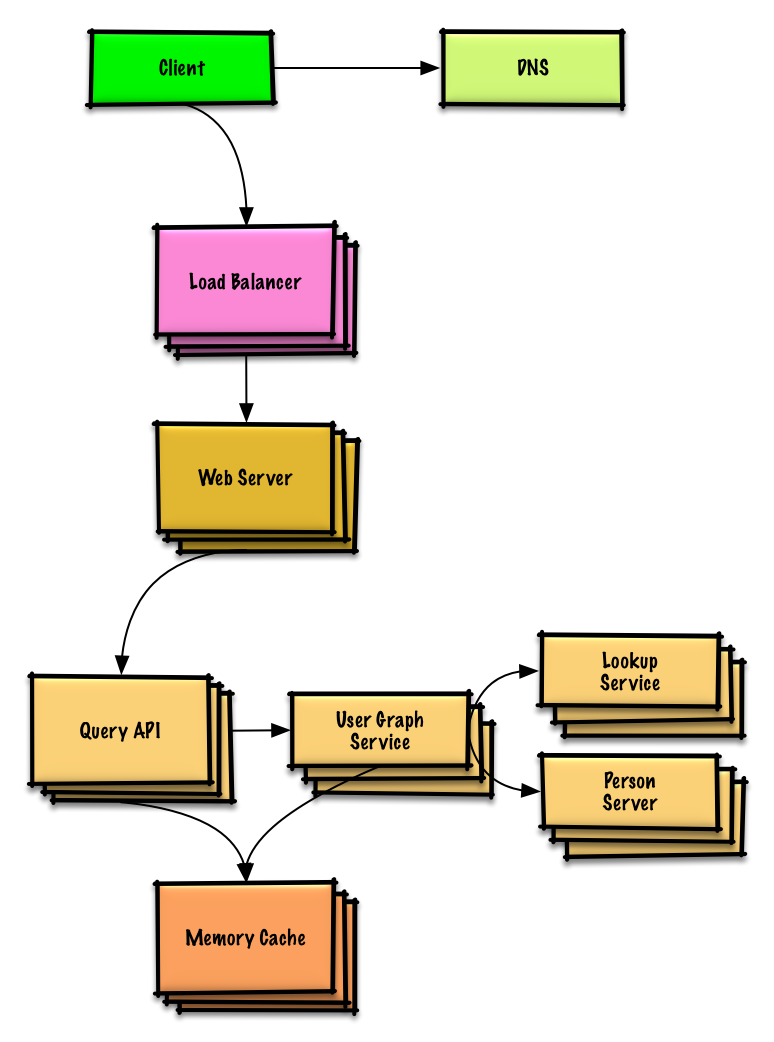 Client
DNS
Load Balancer
Web Server
Query API
User Graph
Service
Lookup
Service
Person
Server
Memory Cache